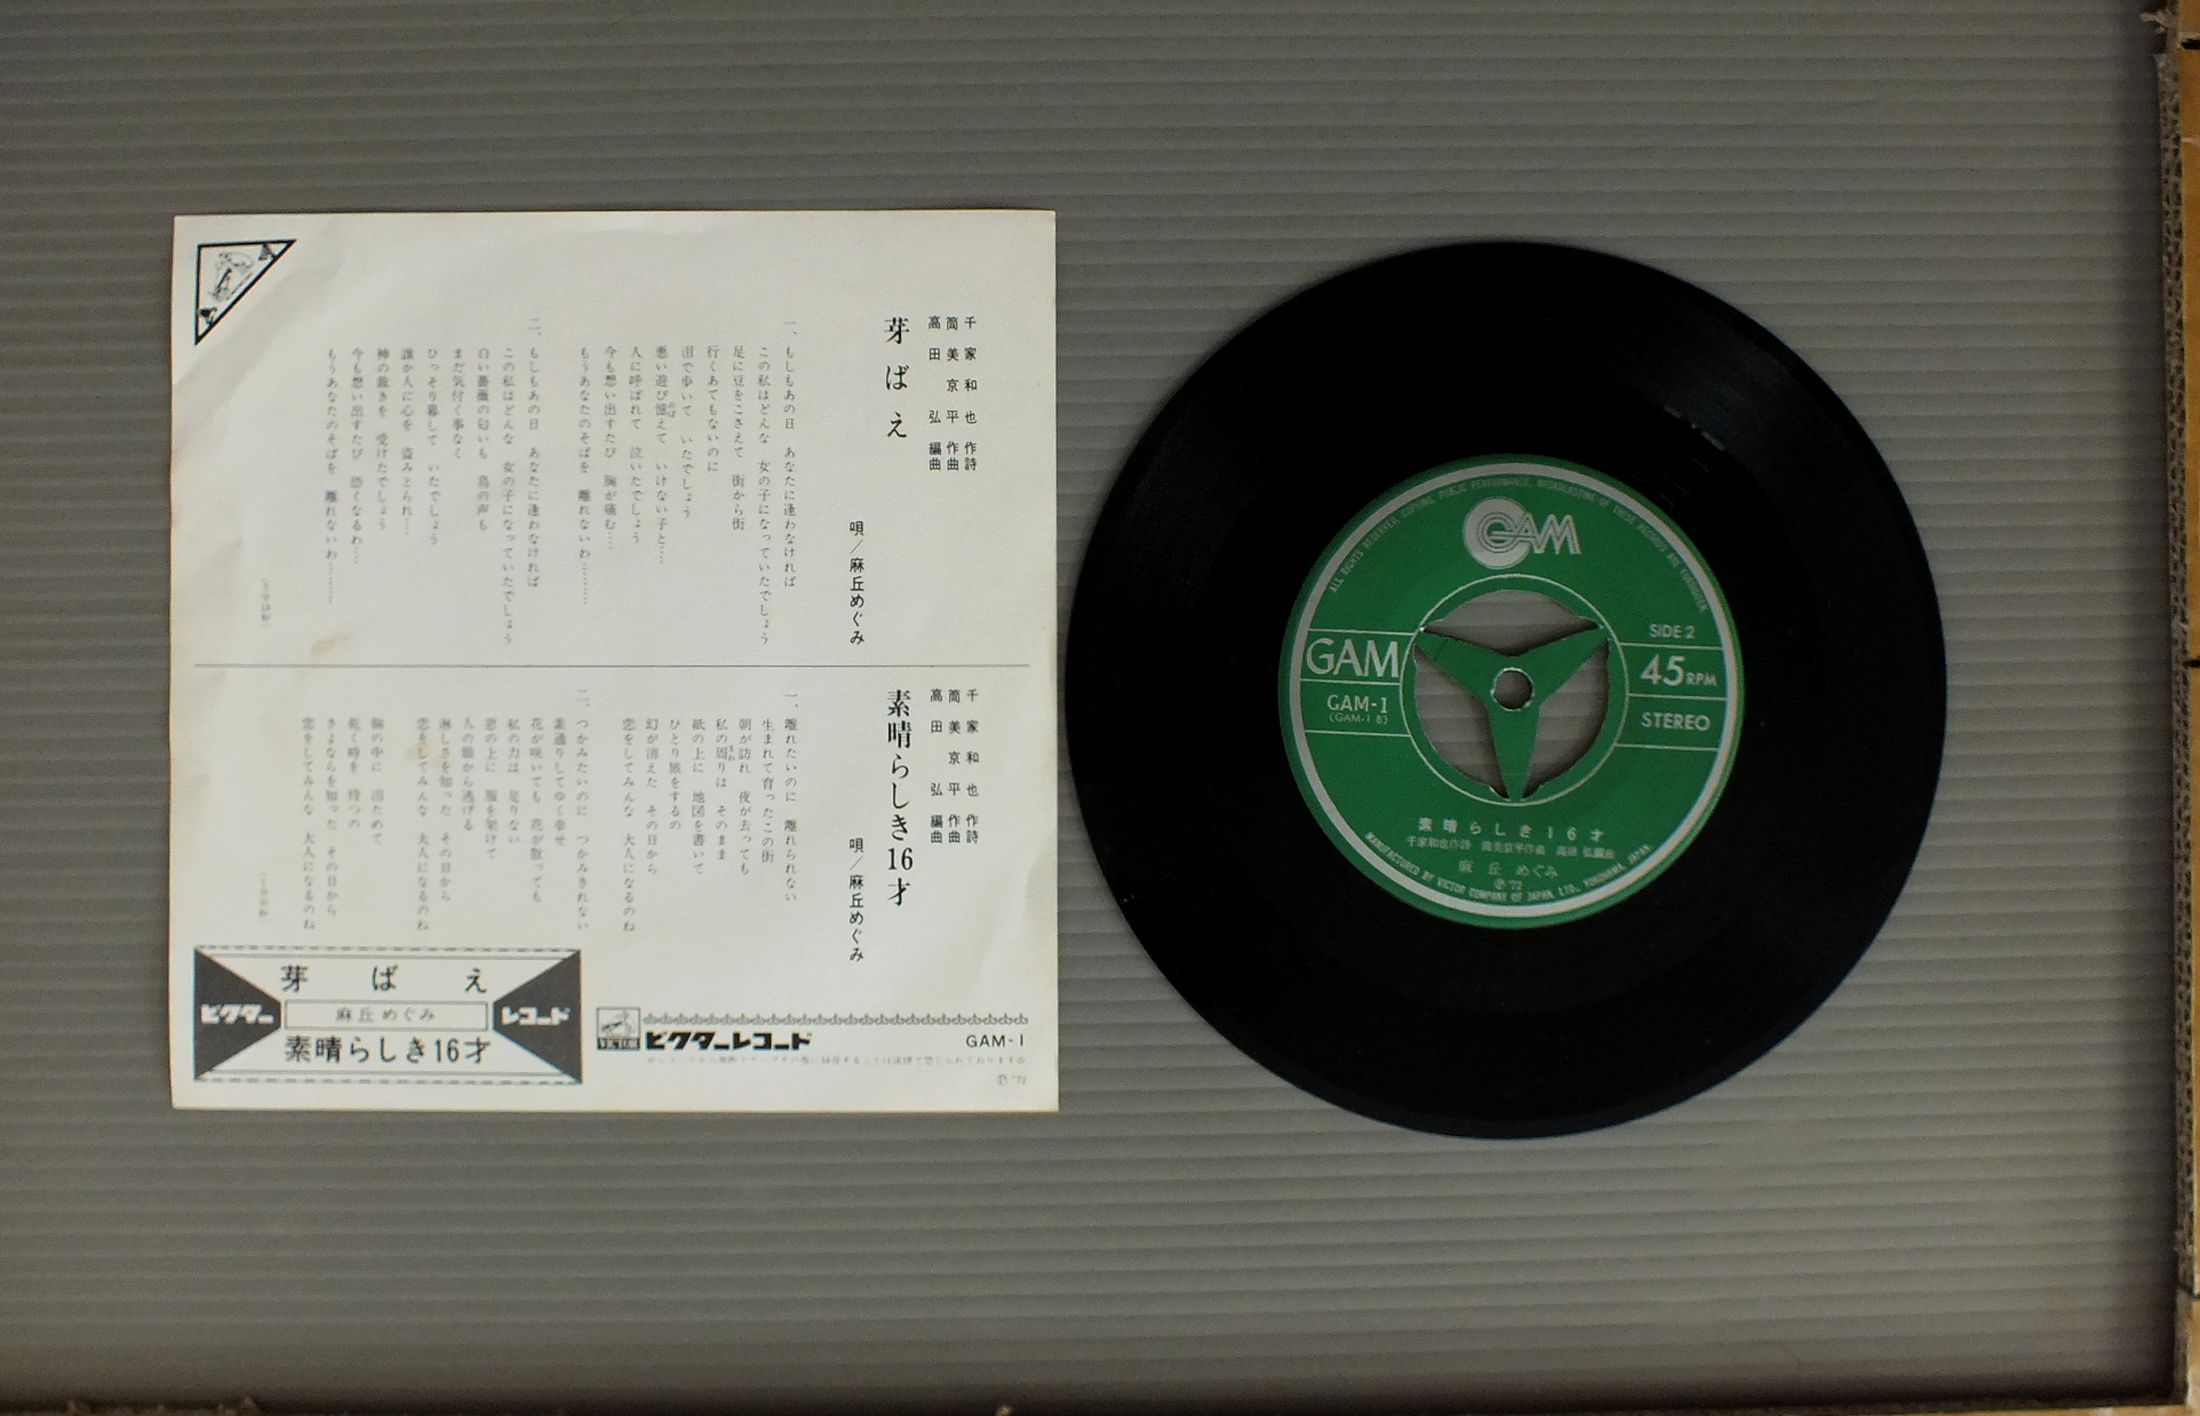 千家和也 作詩
筒美京平 作曲
高田弘 編曲
芽ばえ
唄／麻丘めぐみ
一、もしもあの日 あなたに逢わなければ
この私はどんな 女の子になっていたでしょう
足に豆をこさえて 街から街
行くあてもないのに
泪で歩いて いたでしょう
悪い遊び憶えて いけない子と……
人に呼ばれて 泣いたでしょう
今も想い出すたび 胸が痛む……
もうあなたのそばを 離れないわ…………
二、もしもあの日 あなたに逢わなければ
この私はどんな 女の子になっていたでしょう
白い薔薇の匂いも 鳥の声も
まだ気付く事なく
ひっそり暮して いたでしょう
誰か人に心を 盗みとられ……
神の裁きを 受けたでしょう
今も想い出すたび 恐くなるわ……
もうあなたのそばを 離れないわ…………
千家和也 作詩
筒美京平 作曲
高田弘 編曲
素晴らしき16才
唄／麻丘めぐみ
一、離れたいのに 離れられない
生まれて育ったこの街
朝が訪れ 夜が去っても
私の周りは そのまま
紙の上に 地図を書いて
ひとり旅をするの
幻が消えた その日から
恋をしてみんな 大人になるのね
二、つかみたいのに つかみきれない
素通りしてゆく幸せ
花が咲いても 花が散っても
私の力は 足りない
窓の上に 腰を架けて
人の眼から逃げる
淋しさを知った その日から
恋をしてみんな 大人になるのね
胸の中に 泪ためて
乾く時を 待つの
さよならを知った その日から
恋をしてみんな 大人になるのね
芽ばえ
ビクター 麻丘めぐみ レコード
素晴らしき16才
VICTOR ビクターレコード GAM-1
Ⓟ '72
ALL RIGHTS RESERVED. COPYING, PUBLIC PERFORMANCE, BROADCASTING OF THESE RECORDS ARE FORBIDDEN
GAM
SIDE 2
GAM
45 RPM
GAM-1
(GAM-1 B)
STEREO
素晴らしき16才
千家和也作詩 筒美京平作曲 高田弘編曲
麻丘めぐみ
Ⓟ '72
MANUFACTURED BY VICTOR COMPANY OF JAPAN, LTD., YOKOHAMA, JAPAN.